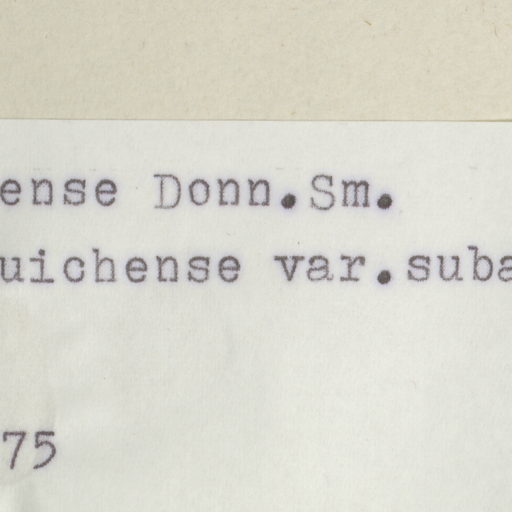 ense Donn.Sm.
uichense var.suba
75